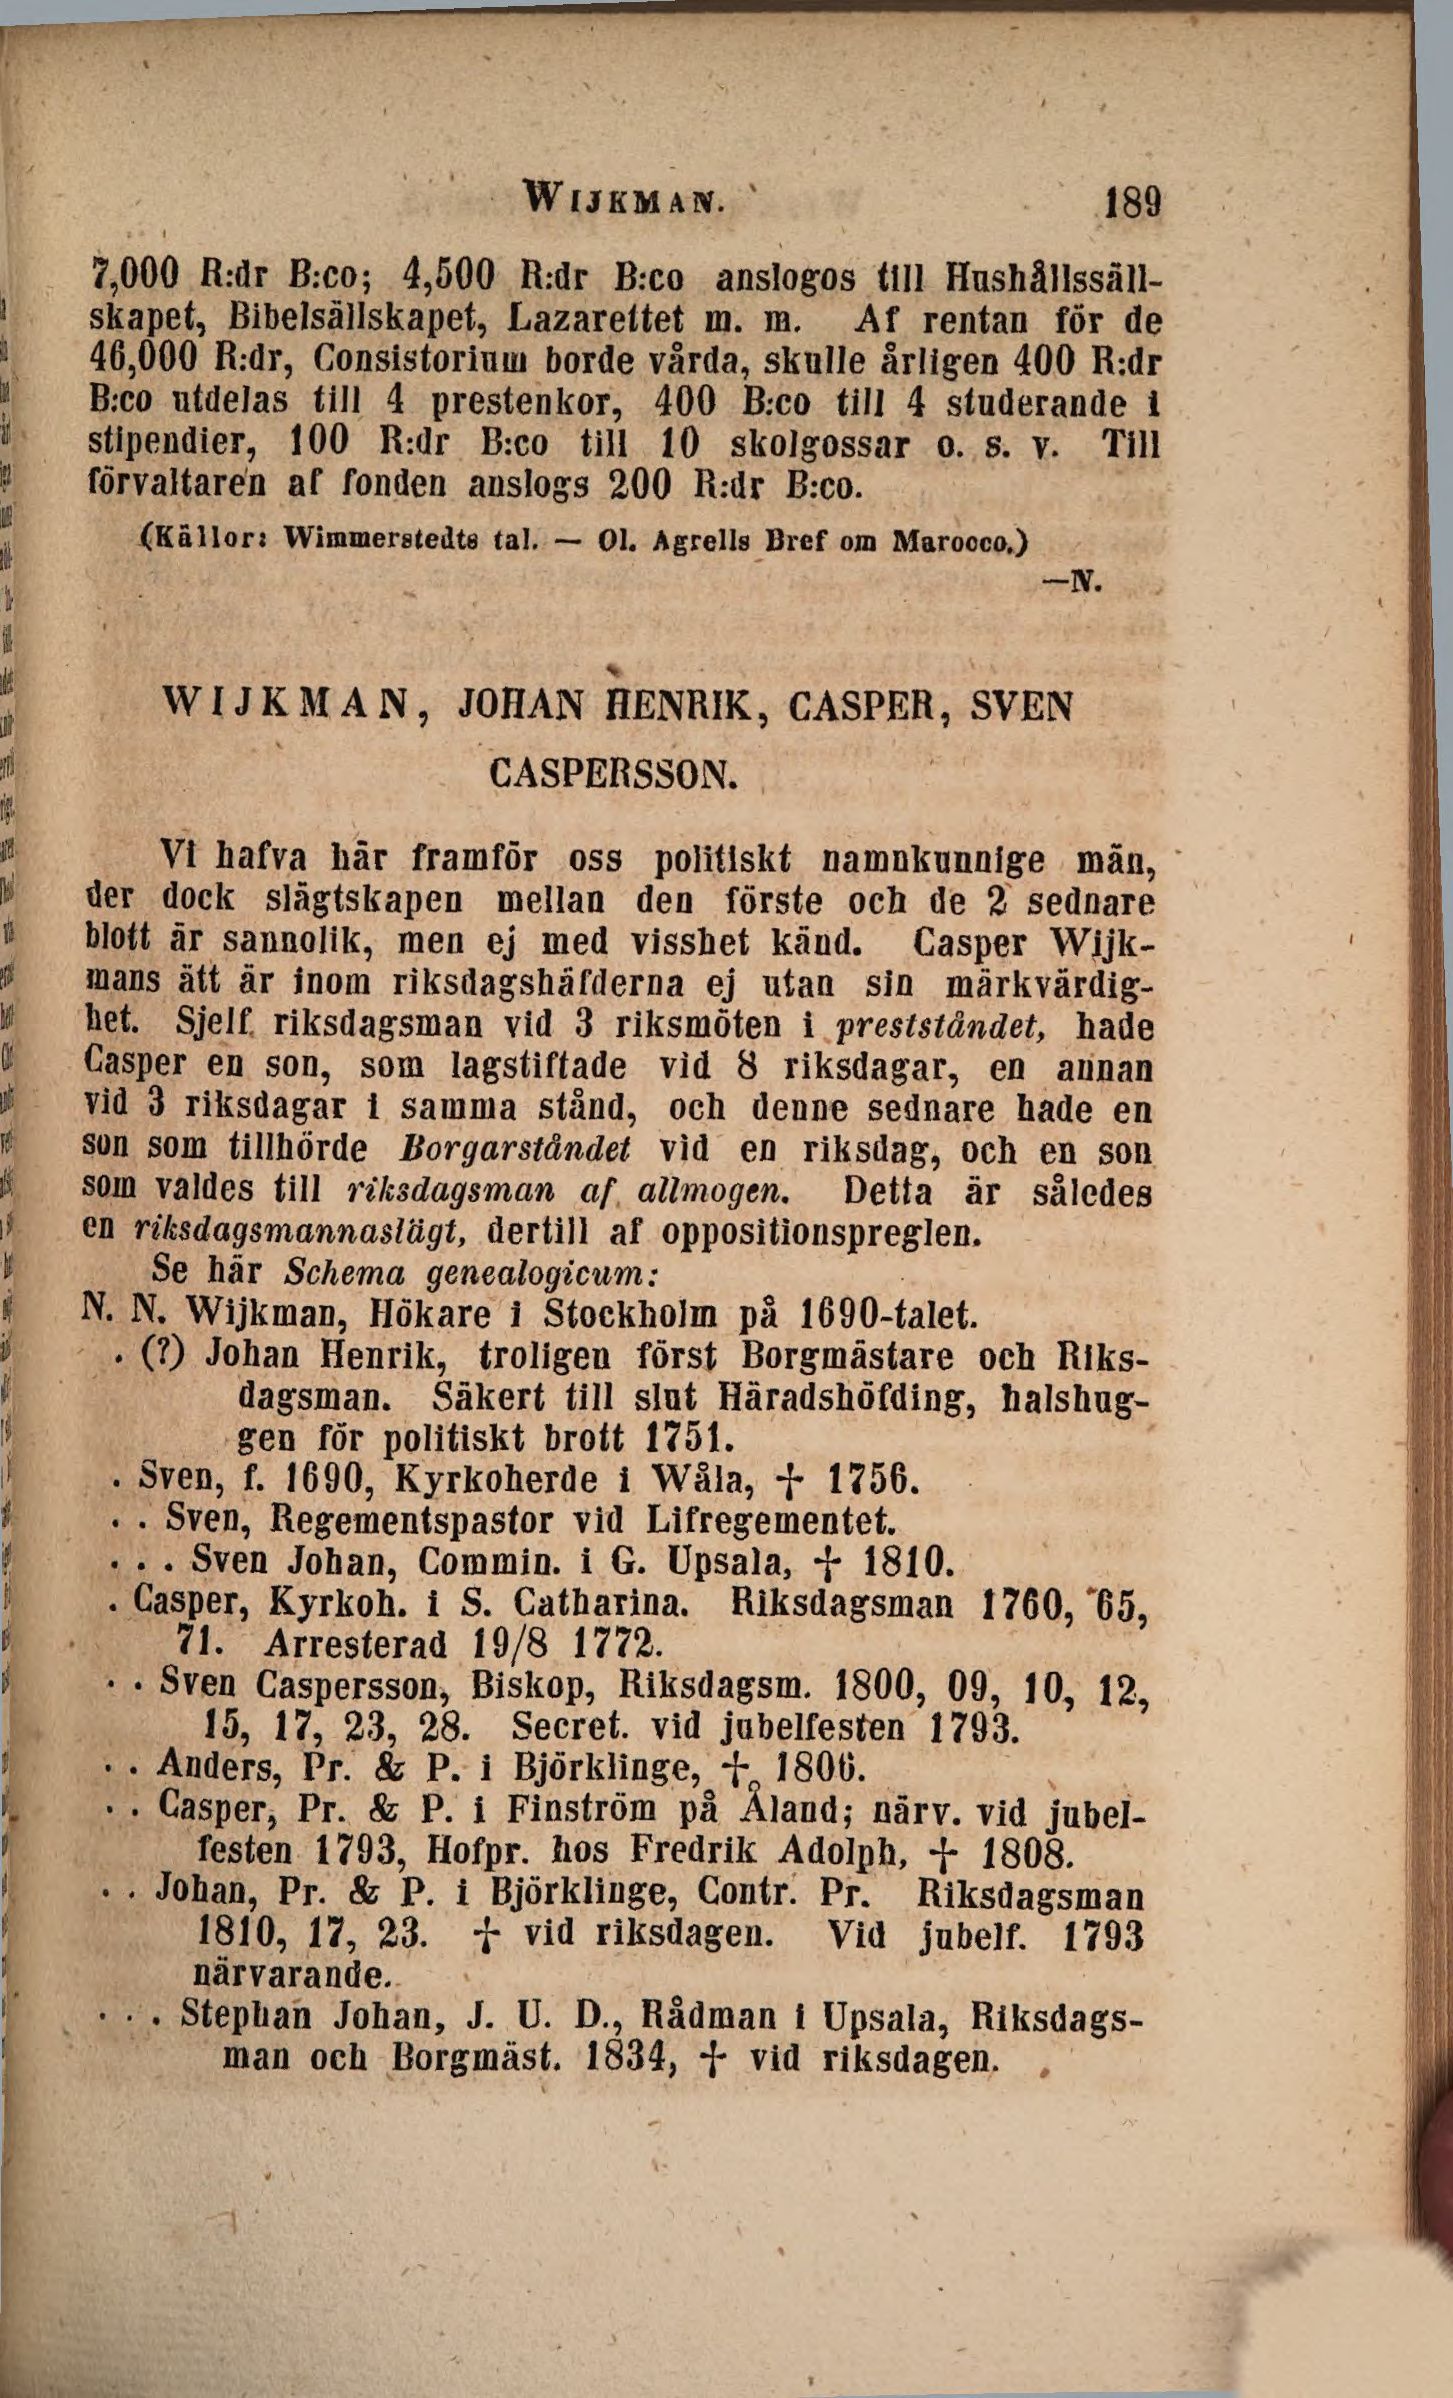 WIJKMAN. 189
7,000 R:dr B:co; 4,500 R:dr B:co anslogos till Hushållssäll-
skapet, Bibelsällskapet, Lazarettet m. m. Af rentan för de
46,000 R:dr, Consistorium borde vårda, skulle årligen 400 R:dr
B:co utdelas till 4 prestenkor, 400 B:co till 4 studerande i
stipendier, 100 R:dr B:co till 10 skolgossar o. s. v. Till
förvaltaren af fonden anslogs 200 R:dr B:co.
(Källor: Wimmerstedts tal. — Ol. Agrells Bref om Marocco.)
—N.
WIJKMAN, JOHAN HENRIK, CASPER, SVEN
CASPERSSON.
Vi hafva här framför oss politiskt namnkunnige män,
der dock slägtskapen mellan den förste och de 2 sednare
blott är sannolik, men ej med visshet känd. Casper Wijk-
mans ätt är inom riksdagshäfderna ej utan sin märkvärdig-
het. Sjelf riksdagsman vid 3 riksmöten i prestståndet, hade
Casper en son, som lagstiftade vid 8 riksdagar, en annan
vid 3 riksdagar i samma stånd, och denne sednare hade en
son som tillhörde Borgarståndet vid en riksdag, och en son
som valdes till riksdagsman af allmogen. Detta är således
en riksdagsmannaslägt, dertill af oppositionspreglen.
Se här Schema genealogicum:
N. N. Wijkman, Hökare i Stockholm på 1690-talet.
. (?) Johan Henrik, troligen först Borgmästare och Riks-
dagsman. Säkert till slut Häradshöfding, halshug-
gen för politiskt brott 1751.
. Sven, f. 1690, Kyrkoherde i Wåla, † 1756.
. . Sven, Regementspastor vid Lifregementet.
. . . Sven Johan, Commin. i G. Upsala, † 1810.
. Casper, Kyrkoh. i S. Catharina. Riksdagsman 1760, 65,
71. Arresterad 19/8 1772.
. . Sven Caspersson, Biskop, Riksdagsm. 1800, 09, 10, 12,
15, 17, 23, 28. Secret. vid jubelfesten 1793.
. . Anders, Pr. & P. i Björklinge, † 1806.
. . Casper, Pr. & P. i Finström på Åland; närv. vid jubel-
festen 1793, Hofpr. hos Fredrik Adolph, † 1808.
. . Johan, Pr. & P. i Björklinge, Contr. Pr. Riksdagsman
1810, 17, 23. † vid riksdagen. Vid jubelf. 1793
närvarande.
. . . Stephan Johan, J. U. D., Rådman i Upsala, Riksdags-
man och Borgmäst. 1834, † vid riksdagen.